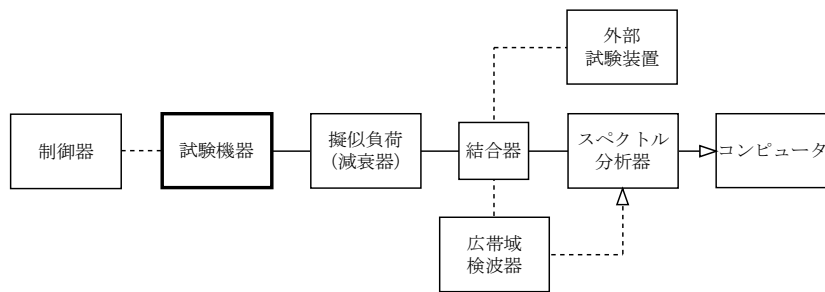 外部
試験装置
制御器
試験機器
擬似負荷
(減衰器)
結合器
スペクトル
分析器
コンピュータ
広帯域
検波器